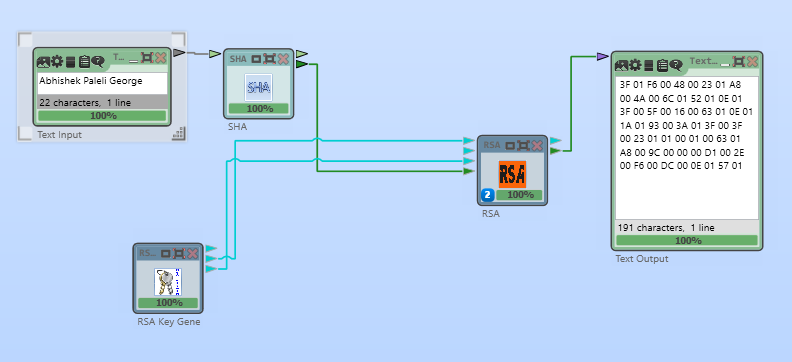 T...
Abhishek Paleli George
22 characters, 1 line
100%
Text Input
SHA
SHA
100%
SHA
RSA
RSA
2
100%
RSA
RS...
100%
RSA Key Gene
Text...
3F 01 F6 00 48 00 23 01 A8
00 4A 00 6C 01 52 01 0E 01
3F 00 5F 00 16 00 63 01 0E 01
1A 01 93 00 3A 01 3F 00 3F
00 23 01 01 00 01 00 63 01
A8 00 9C 00 00 00 D1 00 2E
00 F6 00 DC 00 0E 01 57 01
191 characters, 1 line
100%
Text Output